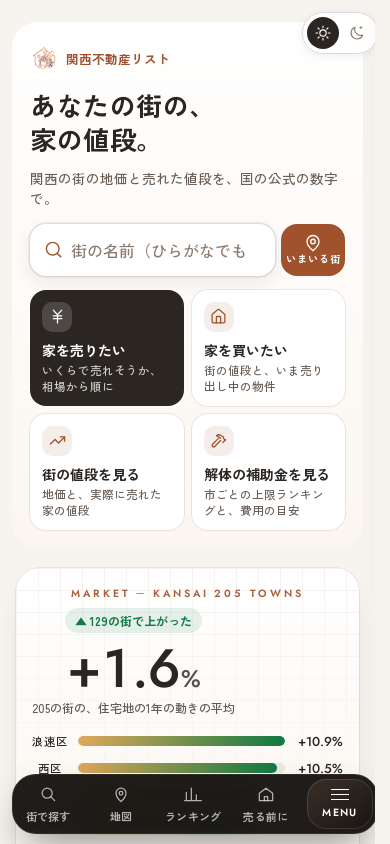 関西不動産リスト
あなたの街の、
家の値段。
関西の街の地価と売れた値段を、国の公式の数字
で。
街の名前（ひらがなでも
いまいる街
家を売りたい
いくらで売れそうか、
相場から順に
家を買いたい
街の値段と、いま売り
出し中の物件
街の値段を見る
地価と、実際に売れた
家の値段
解体の補助金を見る
市ごとの上限ランキン
グと、費用の目安
MARKET — KANSAI 205 TOWNS
▲129の街で上がった
+1.6%
205の街、住宅地の1年の動きの平均
浪速区 +10.9%
西区 +10.5%
街で探す
地図
ランキング
売る前に
MENU